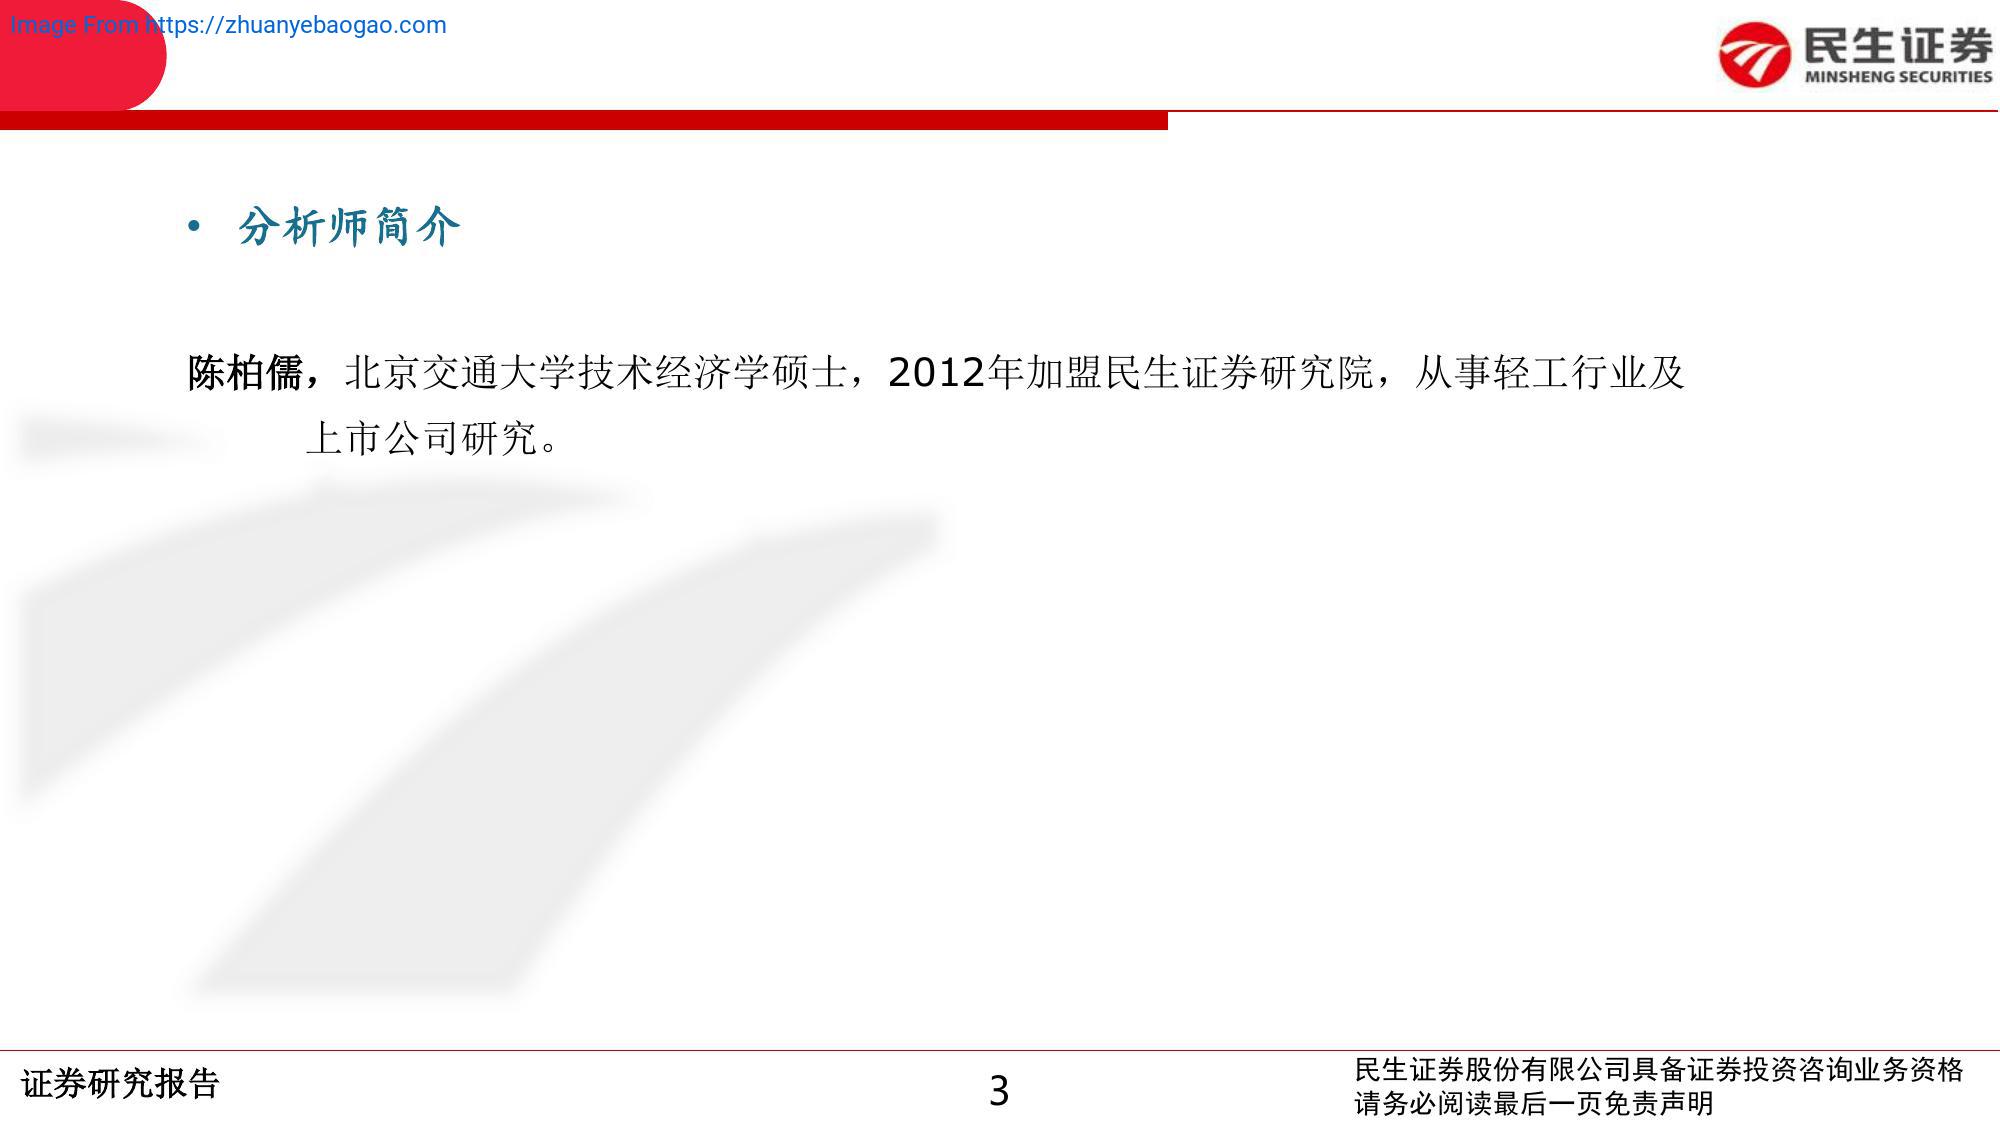 Image From https://zhuanyebaogao.com
民生证券
MINSHENG SECURITIES
• 分析师简介
陈柏儒，北京交通大学技术经济学硕士，2012年加盟民生证券研究院，从事轻工行业及
上市公司研究。
证券研究报告
3
民生证券股份有限公司具备证券投资咨询业务资格
请务必阅读最后一页免责声明